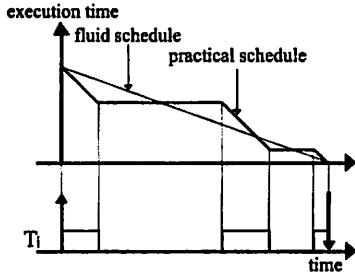 execution time
fluid schedule
practical schedule
Ti
time